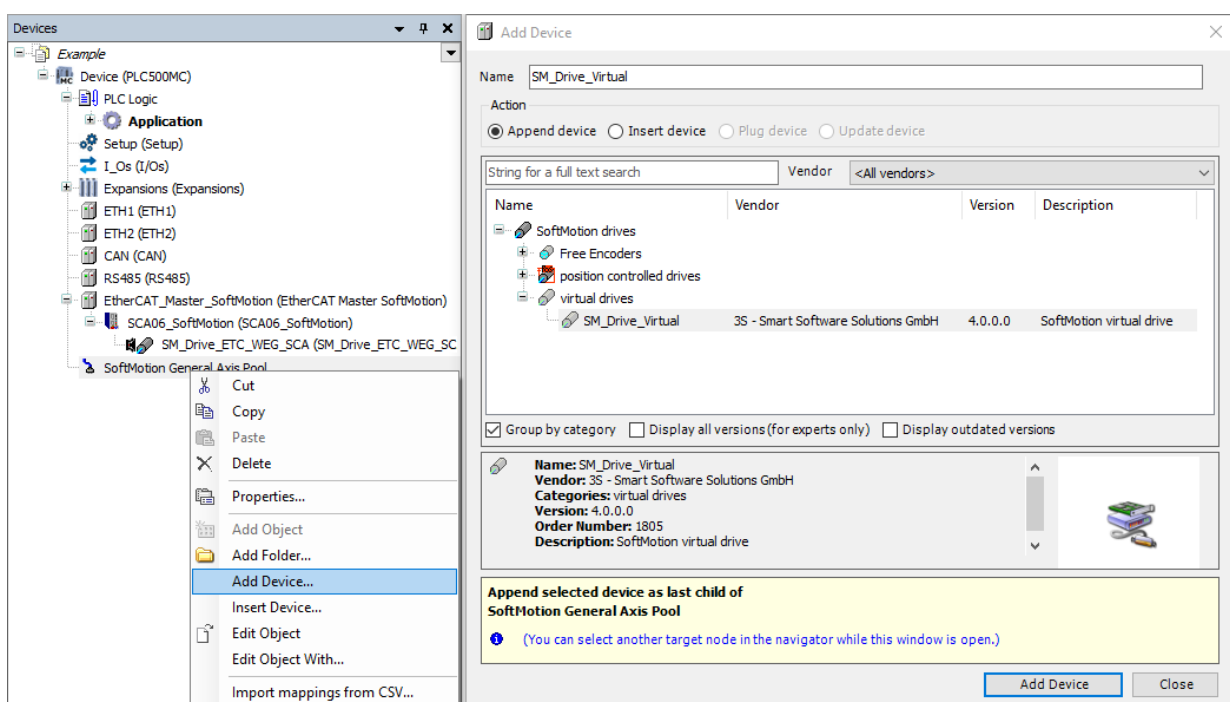 Devices
Example
Device (PLC500MC)
PLC Logic
Application
Setup (Setup)
I_Os (I/Os)
Expansions (Expansions)
ETH1 (ETH1)
ETH2 (ETH2)
CAN (CAN)
RS485 (RS485)
EtherCAT_Master_SoftMotion (EtherCAT Master SoftMotion)
SCA06_SoftMotion (SCA06_SoftMotion)
SM_Drive_ETC_WEG_SCA (SM_Drive_ETC_WEG_SC
SoftMotion General Axis Pool
Cut
Copy
Paste
Delete
Properties...
Add Object
Add Folder...
Add Device...
Insert Device...
Edit Object
Edit Object With...
Import mappings from CSV...
Add Device
Name SM_Drive_Virtual
Action
Append device Insert device Plug device Update device
String for a full text search Vendor <All vendors>
Name Vendor Version Description
SoftMotion drives
Free Encoders
position controlled drives
virtual drives
SM_Drive_Virtual 3S - Smart Software Solutions GmbH 4.0.0.0 SoftMotion virtual drive
Group by category Display all versions (for experts only) Display outdated versions
Name: SM_Drive_Virtual
Vendor: 3S - Smart Software Solutions GmbH
Categories: virtual drives
Version: 4.0.0.0
Order Number: 1805
Description: SoftMotion virtual drive
Append selected device as last child of
SoftMotion General Axis Pool
(You can select another target node in the navigator while this window is open.)
Add Device Close